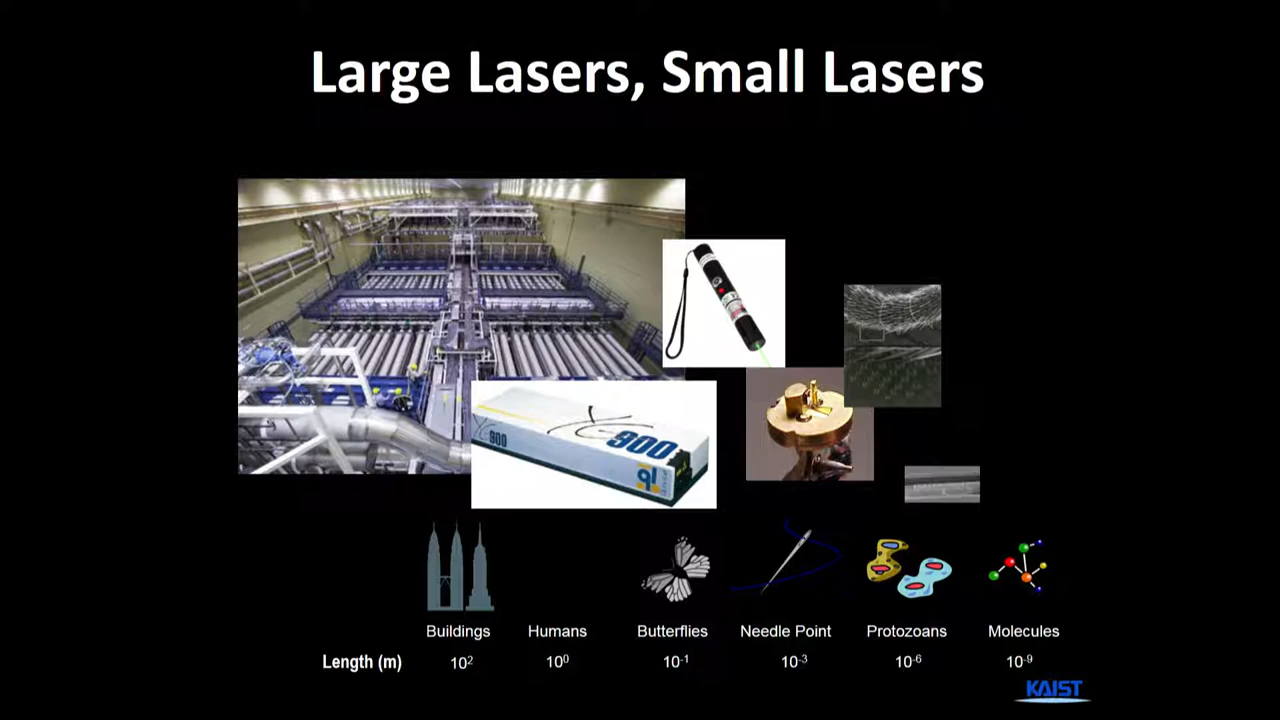 Large Lasers, Small Lasers
900
900
Buildings Humans Butterflies Needle Point Protozoans Molecules
Length (m) 10² 10⁰ 10⁻¹ 10⁻³ 10⁻⁶ 10⁻⁹
KAIST